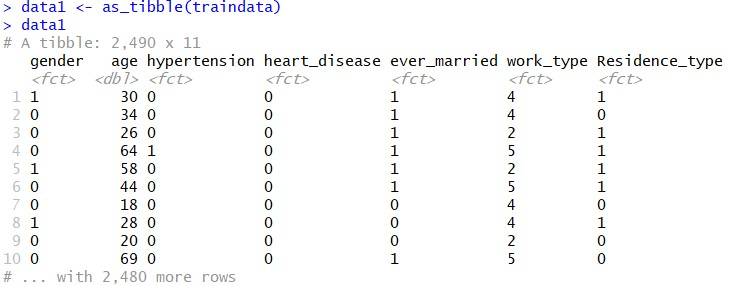 > data1 <- as_tibble(traindata)
> data1
# A tibble: 2,490 x 11
gender age hypertension heart_disease ever_married work_type Residence_type
<fct> <dbl> <fct> <fct> <fct> <fct> <fct>
1 1 30 0 0 1 4 1
2 0 34 0 0 1 4 0
3 0 26 0 0 1 2 1
4 0 64 1 0 1 5 1
5 1 58 0 0 1 2 1
6 0 44 0 0 1 5 1
7 0 18 0 0 0 4 0
8 1 28 0 0 0 4 1
9 0 20 0 0 0 2 0
10 0 69 0 0 1 5 0
# ... with 2,480 more rows